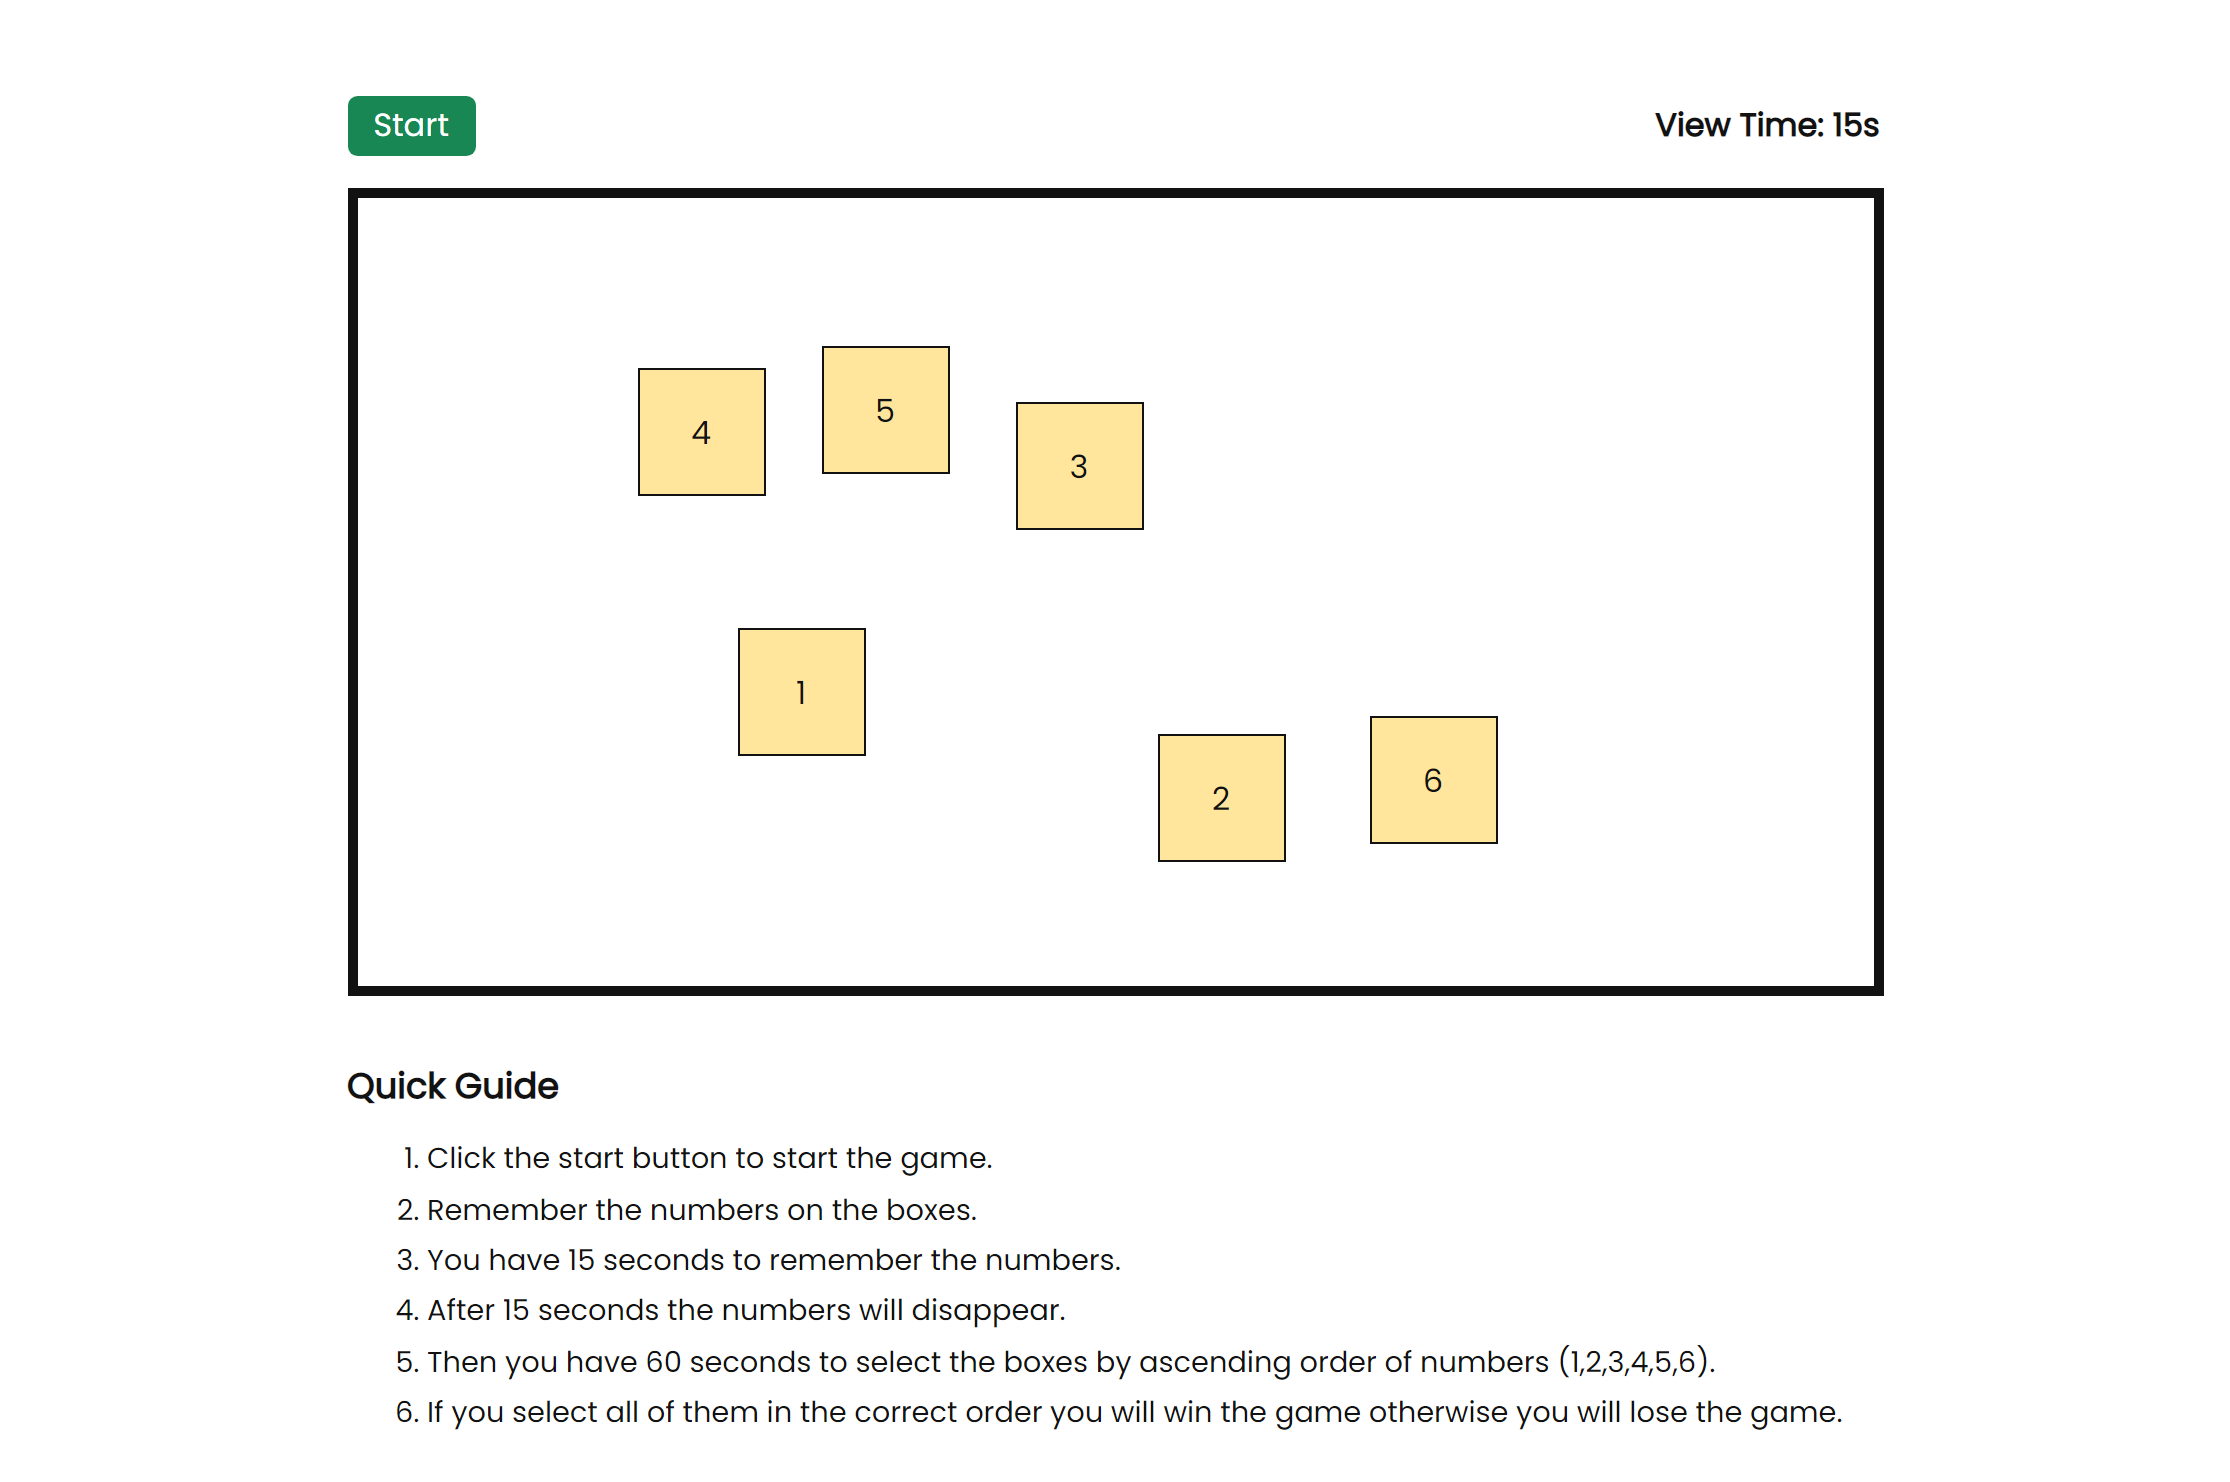 Start
View Time: 15s
4
5
3
1
2
6
Quick Guide
1. Click the start button to start the game.
2. Remember the numbers on the boxes.
3. You have 15 seconds to remember the numbers.
4. After 15 seconds the numbers will disappear.
5. Then you have 60 seconds to select the boxes by ascending order of numbers (1,2,3,4,5,6).
6. If you select all of them in the correct order you will win the game otherwise you will lose the game.